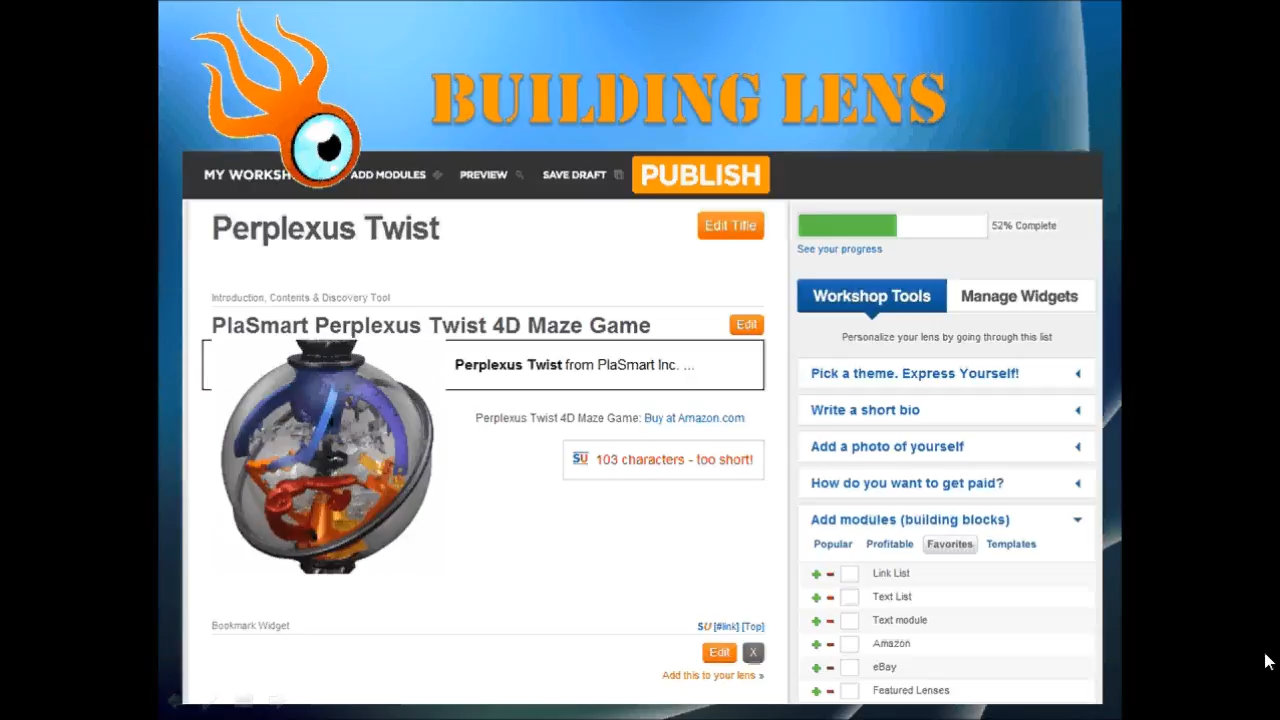 BUILDING LENS
MY WORKSH
ADD MODULES
PREVIEW
SAVE DRAFT
PUBLISH
Perplexus Twist
Edit Title
Introduction, Contents & Discovery Tool
PlaSmart Perplexus Twist 4D Maze Game
Edit
Perplexus Twist from PlaSmart Inc. ...
Perplexus Twist 4D Maze Game: Buy at Amazon.com
SU 103 characters - too short!
Bookmark Widget
SU [#link] [Top]
Edit
X
Add this to your lens »
52% Complete
See your progress
Workshop Tools
Manage Widgets
Personalize your lens by going through this list
Pick a theme. Express Yourself!
Write a short bio
Add a photo of yourself
How do you want to get paid?
Add modules (building blocks)
Popular Profitable Favorites Templates
Link List
Text List
Text module
Amazon
eBay
Featured Lenses